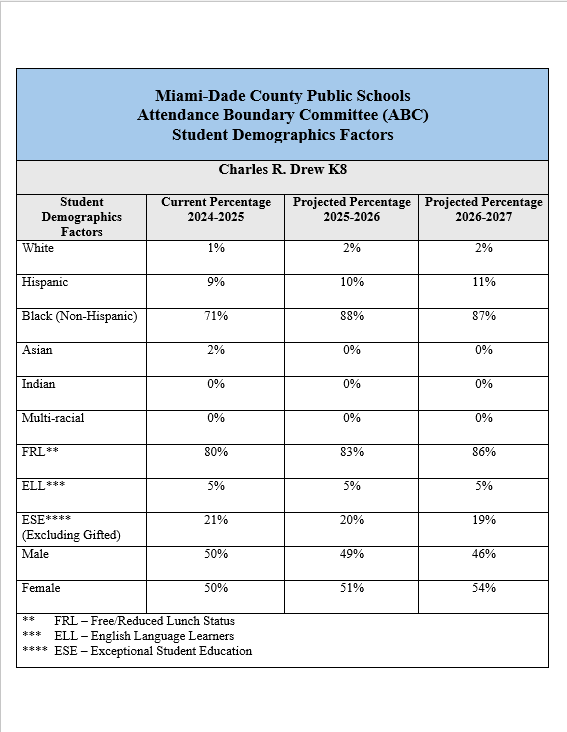 Miami-Dade County Public Schools
Attendance Boundary Committee (ABC)
Student Demographics Factors
Charles R. Drew K8
Student Demographics Factors Current Percentage 2024-2025 Projected Percentage 2025-2026 Projected Percentage 2026-2027
White 1% 2% 2%
Hispanic 9% 10% 11%
Black (Non-Hispanic) 71% 88% 87%
Asian 2% 0% 0%
Indian 0% 0% 0%
Multi-racial 0% 0% 0%
FRL** 80% 83% 86%
ELL*** 5% 5% 5%
ESE**** 21% 20% 19%
(Excluding Gifted)
Male 50% 49% 46%
Female 50% 51% 54%
** FRL – Free/Reduced Lunch Status
*** ELL – English Language Learners
**** ESE – Exceptional Student Education